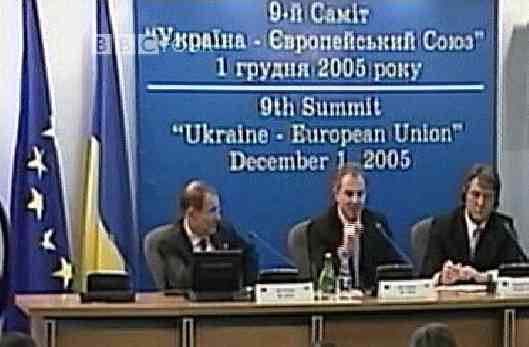 BBC
9-й Саміт
“Україна - Європейський Союз”
1 грудня 2005 року
9th Summit
“Ukraine - European Union”
December 1, 2005